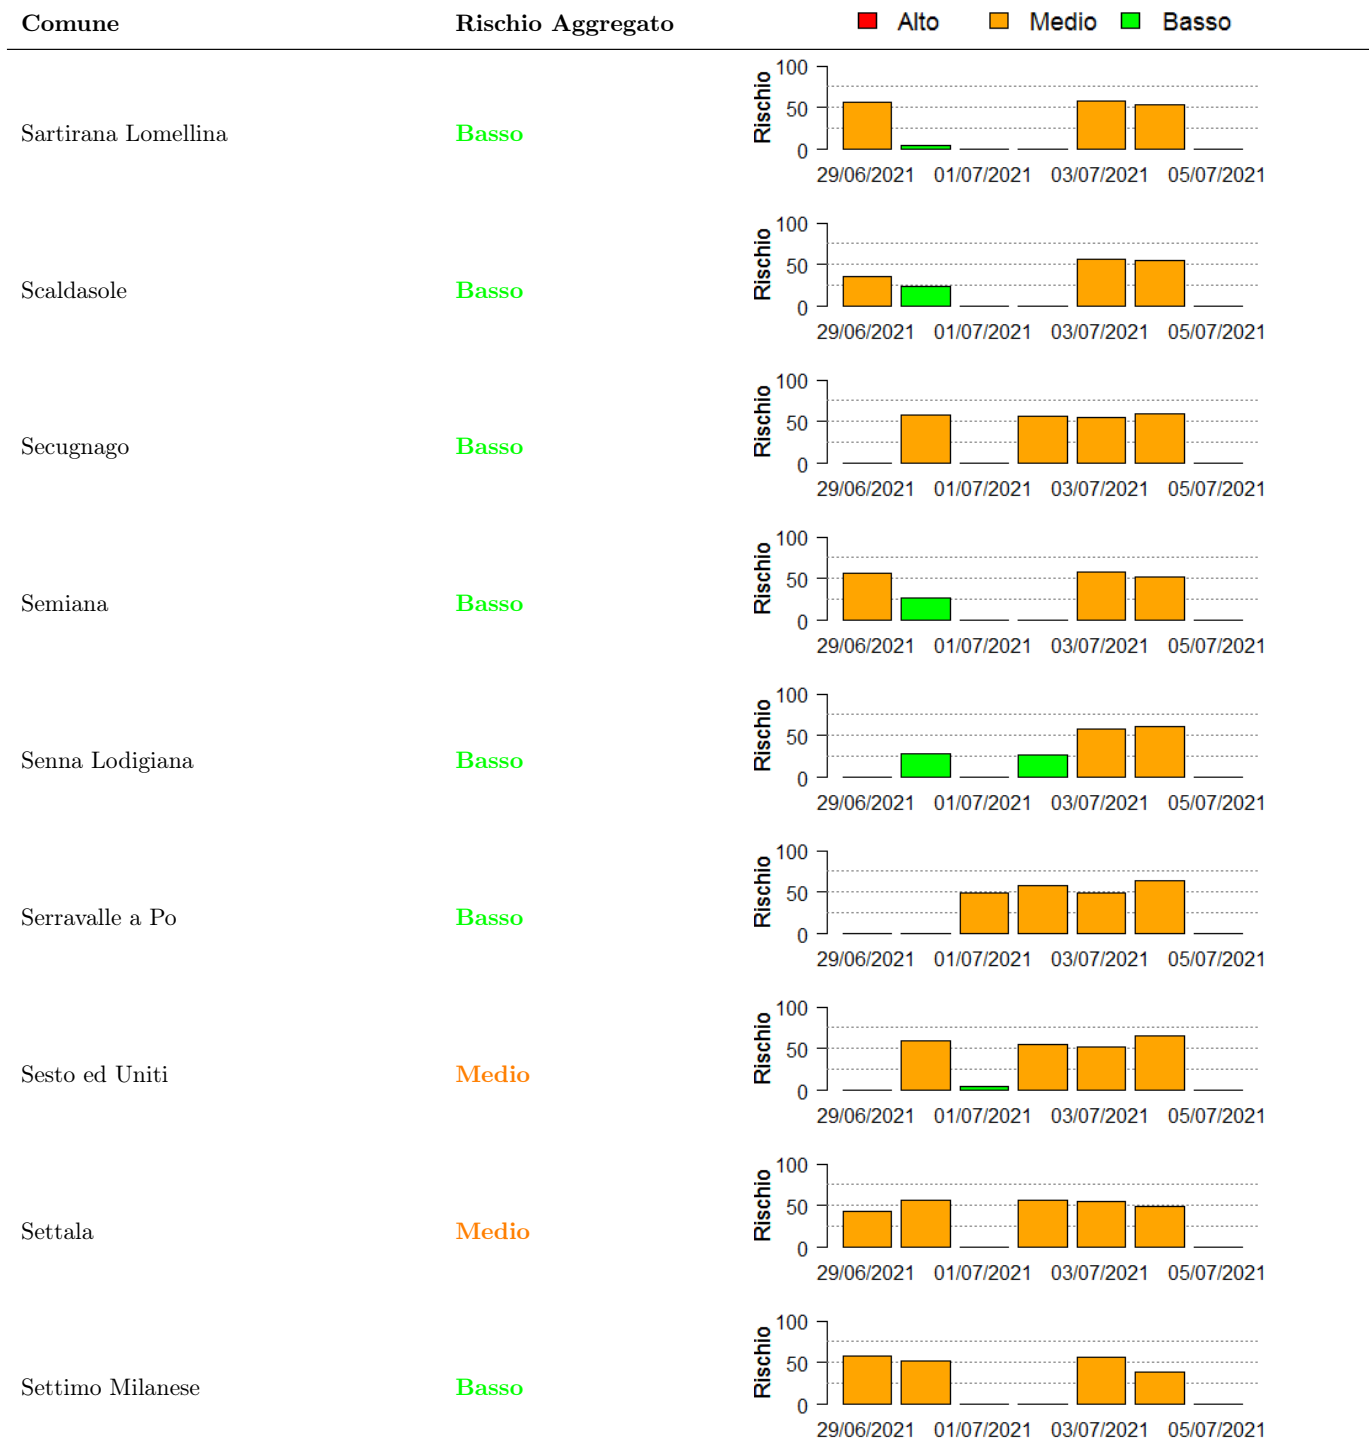 Comune Rischio Aggregato Alto Medio Basso
100
50
0
Rischio
Sartirana Lomellina Basso
29/06/2021 01/07/2021 03/07/2021 05/07/2021
100
50
0
Rischio
Scaldasole Basso
29/06/2021 01/07/2021 03/07/2021 05/07/2021
100
50
0
Rischio
Secugnago Basso
29/06/2021 01/07/2021 03/07/2021 05/07/2021
100
50
0
Rischio
Semiana Basso
29/06/2021 01/07/2021 03/07/2021 05/07/2021
100
50
0
Rischio
Senna Lodigiana Basso
29/06/2021 01/07/2021 03/07/2021 05/07/2021
100
50
0
Rischio
Serravalle a Po Basso
29/06/2021 01/07/2021 03/07/2021 05/07/2021
100
50
0
Rischio
Sesto ed Uniti Medio
29/06/2021 01/07/2021 03/07/2021 05/07/2021
100
50
0
Rischio
Settala Medio
29/06/2021 01/07/2021 03/07/2021 05/07/2021
100
50
0
Rischio
Settimo Milanese Basso
29/06/2021 01/07/2021 03/07/2021 05/07/2021